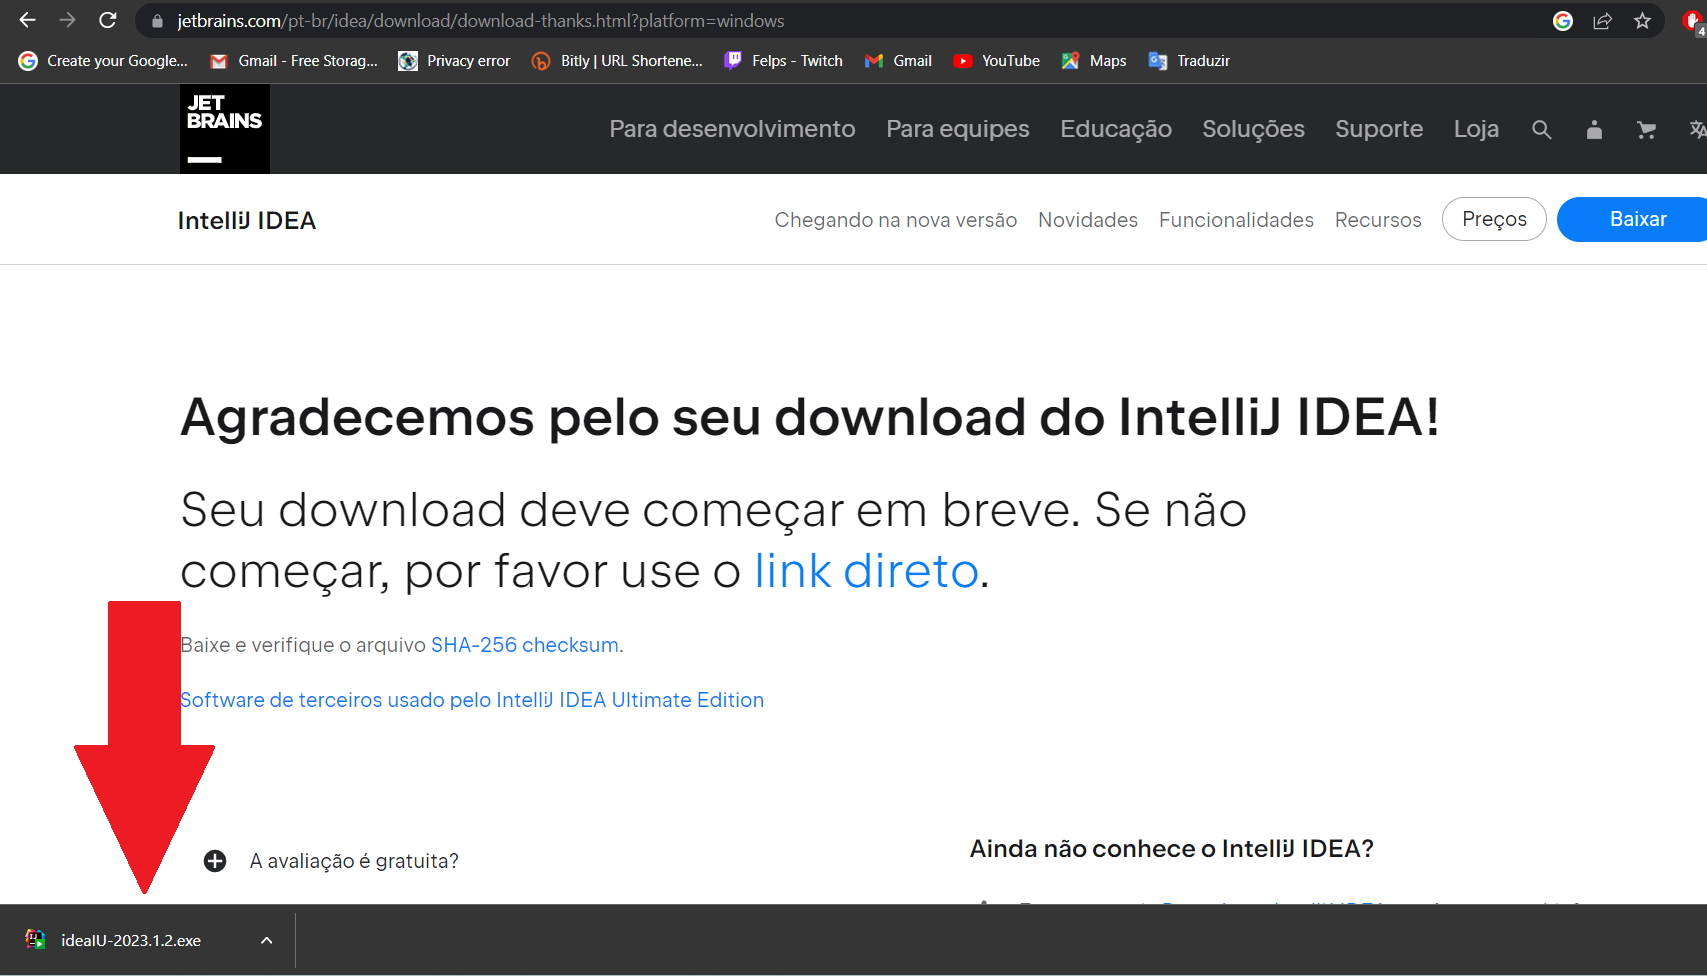 jetbrains.com/pt-br/idea/download/download-thanks.html?platform=windows
4
Create your Google... Gmail - Free Storag... Privacy error Bitly | URL Shortene... Felps - Twitch Gmail YouTube Maps Traduzir
JET
BRAINS
Para desenvolvimento Para equipes Educação Soluções Suporte Loja
IntelliJ IDEA Chegando na nova versão Novidades Funcionalidades Recursos Preços Baixar
Agradecemos pelo seu download do IntelliJ IDEA!
Seu download deve começar em breve. Se não
começar, por favor use o link direto.
Baixe e verifique o arquivo SHA-256 checksum.
Software de terceiros usado pelo IntelliJ IDEA Ultimate Edition
A avaliação é gratuita?
Ainda não conhece o IntelliJ IDEA?
ideaIU-2023.1.2.exe